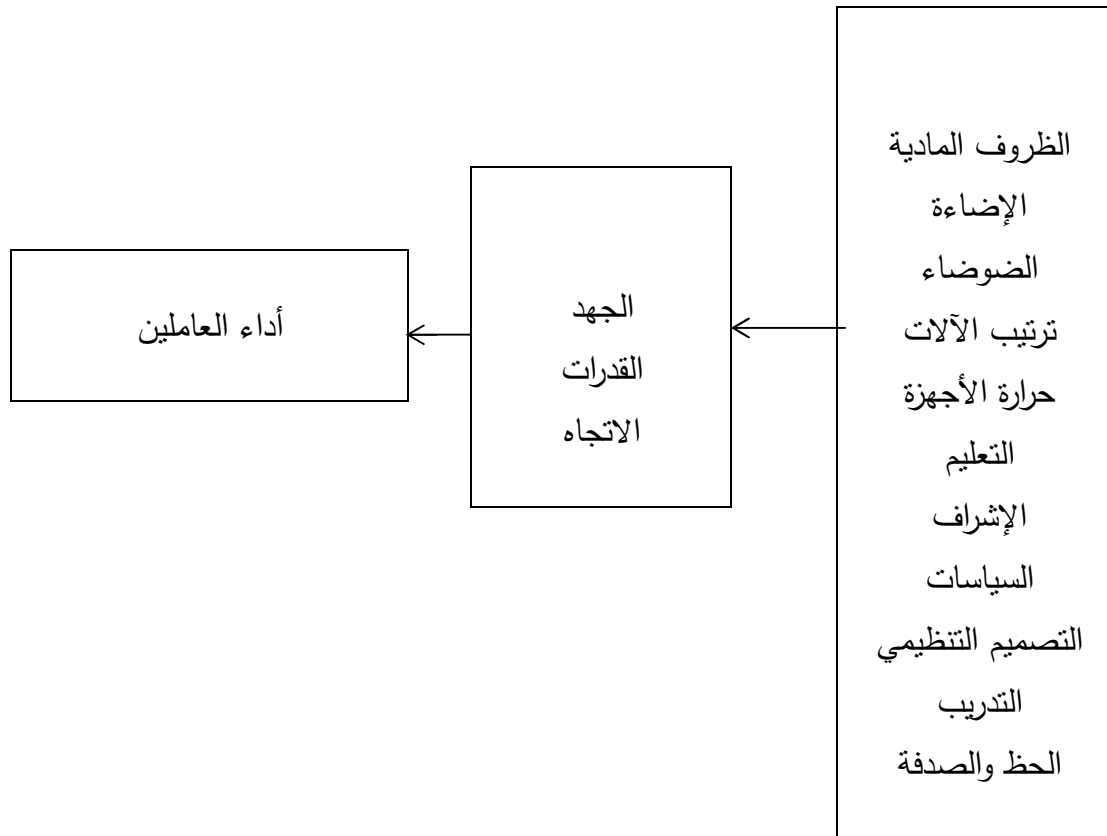 الظروف المادية
الإضاءة
الضوضاء
ترتيب الآلات
حرارة الأجهزة
التعليم
الإشراف
السياسات
التصميم التنظيمي
التدريب
الحظ والصدفة
الجهد
القدرات
الاتجاه
أداء العاملين